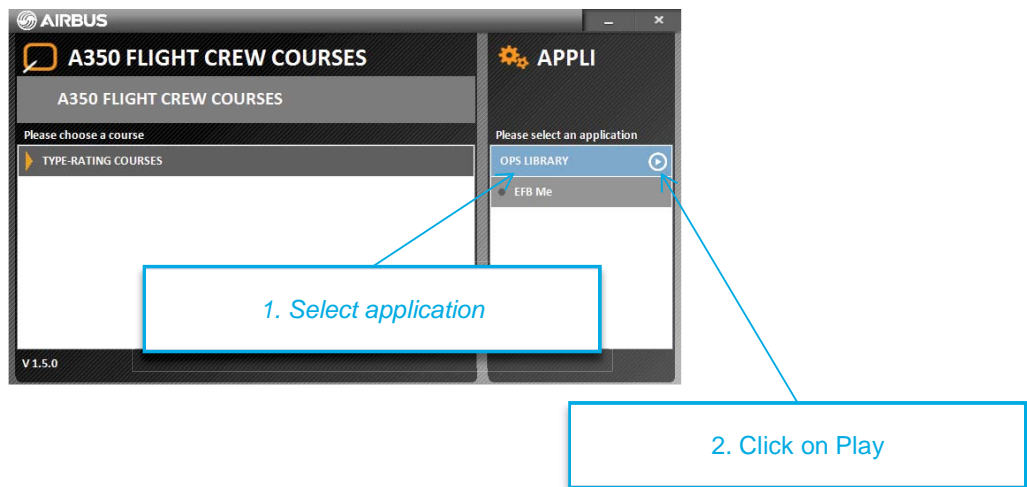 AIRBUS
A350 FLIGHT CREW COURSES
A350 FLIGHT CREW COURSES
Please choose a course
TYPE-RATING COURSES
V 1.5.0
APPLI
Please select an application
OPS LIBRARY
EFB Me
1. Select application
2. Click on Play